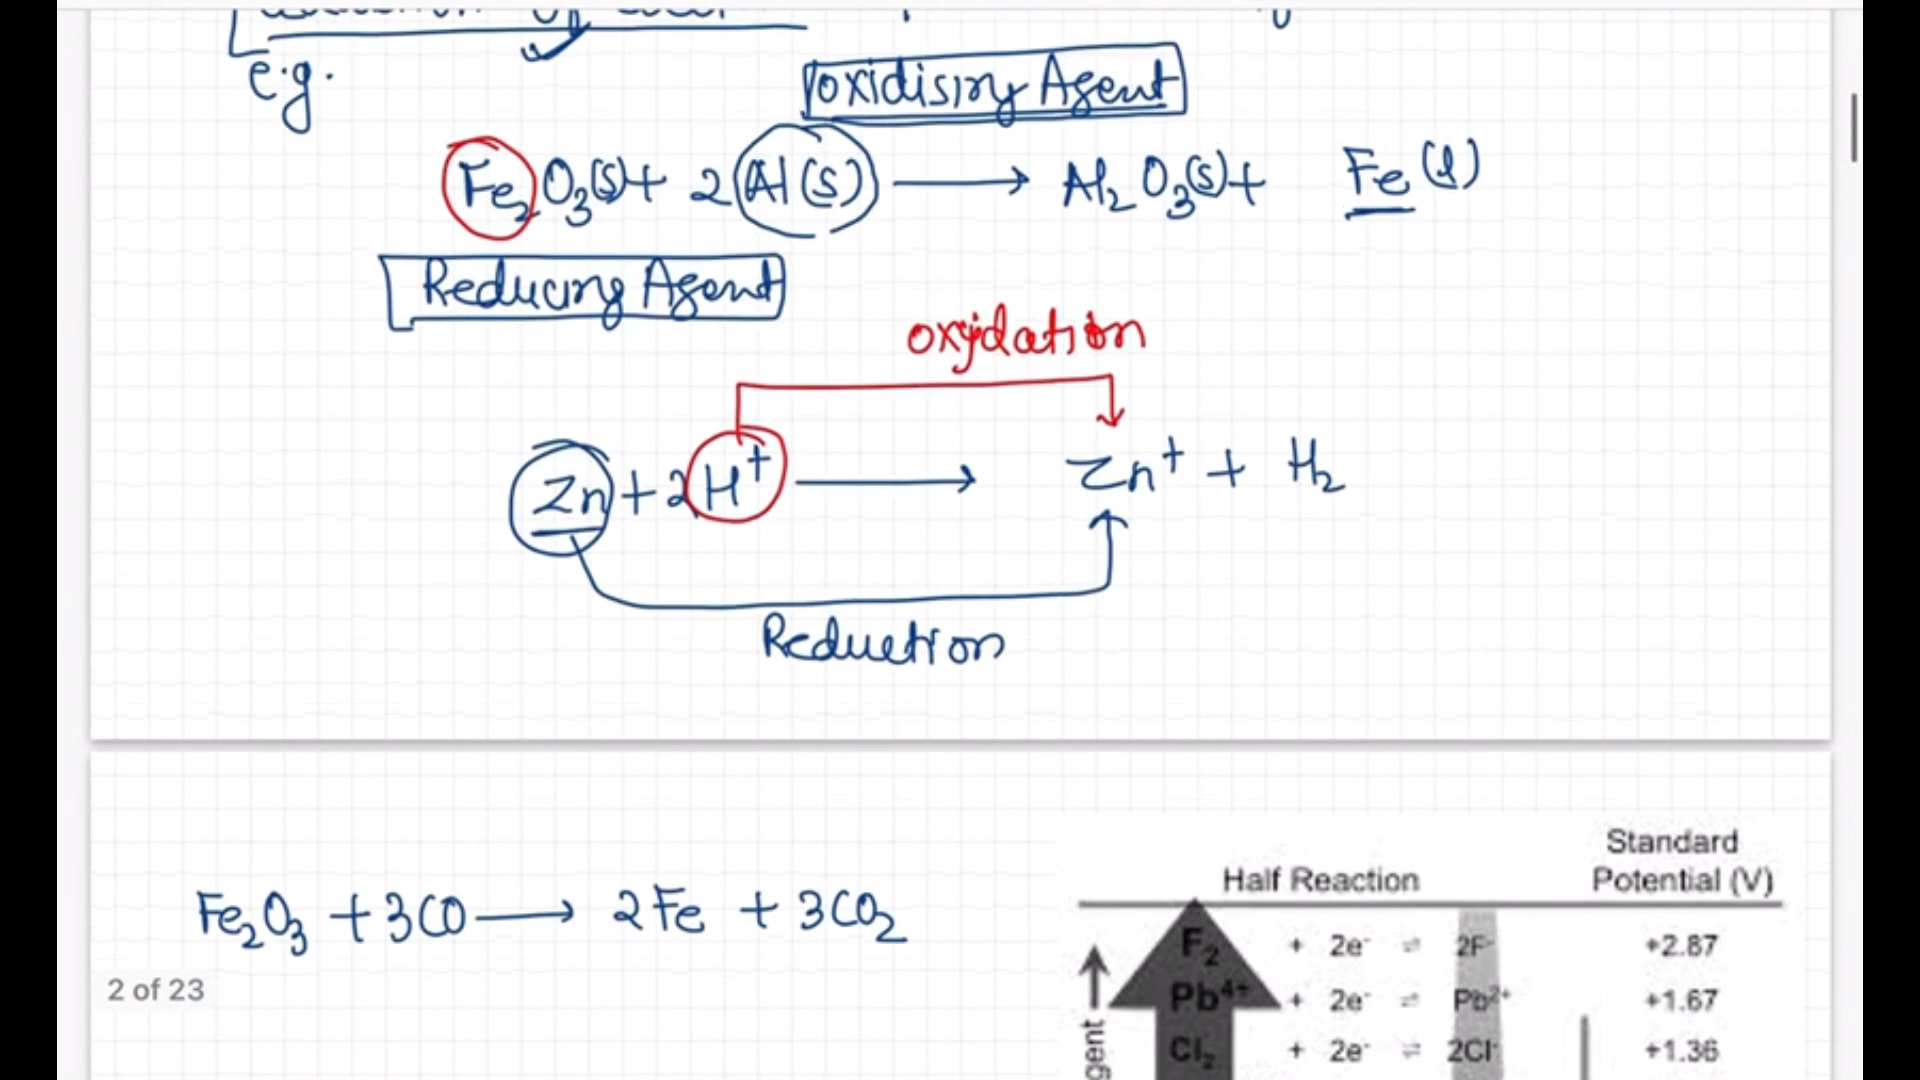 e.g.
oxidising Agent
Fe₂O₃(s) + 2Al(s) ⟶ Al₂O₃(s) + Fe(l)
Reducing Agent
oxidation
Zn + 2H⁺ ⟶ Zn⁺ + H₂
Reduction
Fe₂O₃ + 3CO ⟶ 2Fe + 3CO₂
2 of 23
Half Reaction Standard Potential (V)
F₂ + 2e⁻ ⇌ 2F⁻ +2.87
Pb⁴⁺ + 2e⁻ ⇌ Pb²⁺ +1.67
Cl₂ + 2e⁻ ⇌ 2Cl⁻ +1.36